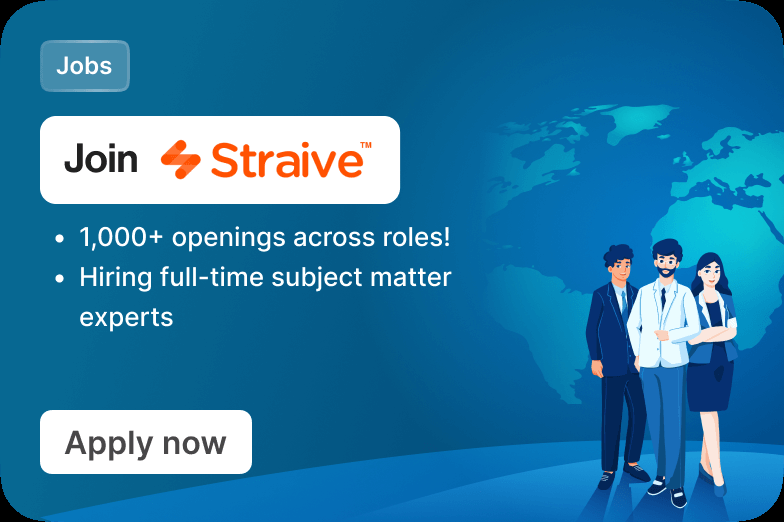 Jobs
Join Straive™
• 1,000+ openings across roles!
• Hiring full-time subject matter
experts
Apply now